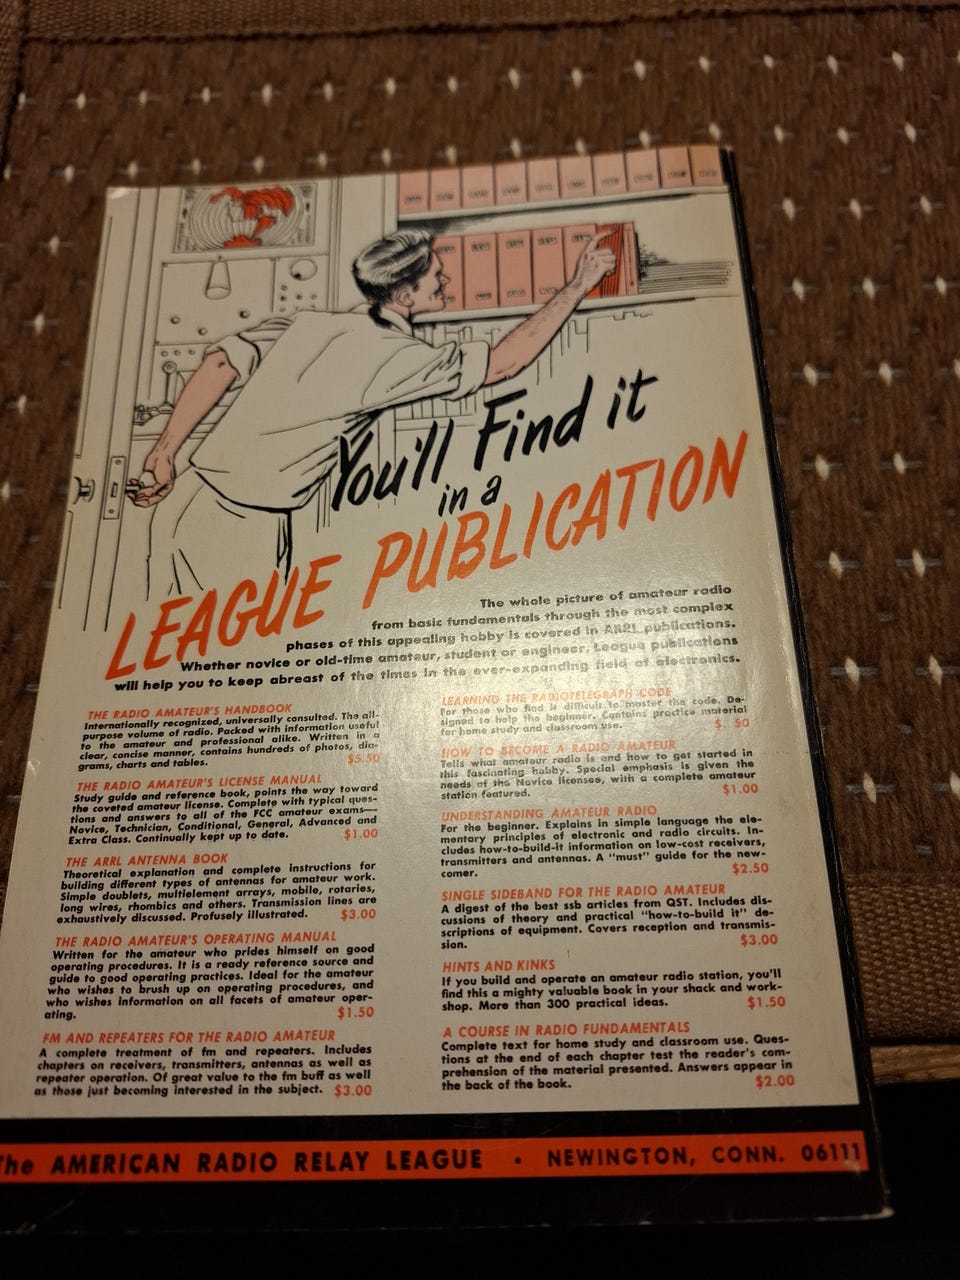 You'll Find it
in a
LEAGUE PUBLICATION
The whole picture of amateur radio
from basic fundamentals through the most complex
phases of this appealing hobby is covered in ARRL publications.
Whether novice or old-time amateur, student or engineer, League publications
will help you to keep abreast of the times in the ever-expanding field of electronics.
THE RADIO AMATEUR'S HANDBOOK
Internationally recognized, universally consulted. The all-
purpose volume of radio. Packed with information useful
to the amateur and professional alike. Written in a
clear, concise manner, contains hundreds of photos, dia-
grams, charts and tables. $5.50
THE RADIO AMATEUR'S LICENSE MANUAL
Study guide and reference book, points the way toward
the coveted amateur license. Complete with typical ques-
tions and answers to all of the FCC amateur exams—
Novice, Technician, Conditional, General, Advanced and
Extra Class. Continually kept up to date. $1.00
THE ARRL ANTENNA BOOK
Theoretical explanation and complete instructions for
building different types of antennas for amateur work.
Simple doublets, multielement arrays, mobile, rotaries,
long wires, rhombics and others. Transmission lines are
exhaustively discussed. Profusely illustrated. $3.00
THE RADIO AMATEUR'S OPERATING MANUAL
Written for the amateur who prides himself on good
operating procedures. It is a ready reference source and
guide to good operating practices. Ideal for the amateur
who wishes to brush up on operating procedures, and
who wishes information on all facets of amateur oper-
ating. $1.50
FM AND REPEATERS FOR THE RADIO AMATEUR
A complete treatment of fm and repeaters. Includes
chapters on receivers, transmitters, antennas as well as
repeater operation. Of great value to the fm buff as well
as those just becoming interested in the subject. $3.00
LEARNING THE RADIOTELEGRAPH CODE
For those who find it difficult to master the code. De-
signed to help the beginner. Contains practice material
for home study and classroom use. $ .50
HOW TO BECOME A RADIO AMATEUR
Tells what amateur radio is and how to get started in
this fascinating hobby. Special emphasis is given the
needs of the Novice licensee, with a complete amateur
station featured. $1.00
UNDERSTANDING AMATEUR RADIO
For the beginner. Explains in simple language the ele-
mentary principles of electronic and radio circuits. In-
cludes how-to-build-it information on low-cost receivers,
transmitters and antennas. A "must" guide for the new-
comer. $2.50
SINGLE SIDEBAND FOR THE RADIO AMATEUR
A digest of the best ssb articles from QST. Includes dis-
cussions of theory and practical "how-to-build it" de-
scriptions of equipment. Covers reception and transmis-
sion. $3.00
HINTS AND KINKS
If you build and operate an amateur radio station, you'll
find this a mighty valuable book in your shack and work-
shop. More than 300 practical ideas. $1.50
A COURSE IN RADIO FUNDAMENTALS
Complete text for home study and classroom use. Ques-
tions at the end of each chapter test the reader's com-
prehension of the material presented. Answers appear in
the back of the book. $2.00
The AMERICAN RADIO RELAY LEAGUE • NEWINGTON, CONN. 06111